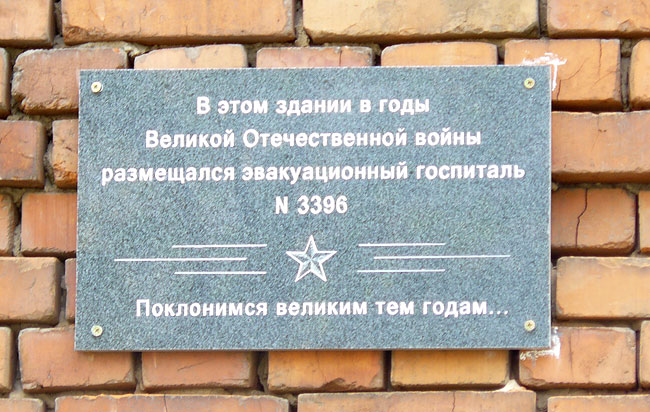 В этом здании в годы
Великой Отечественной войны
размещался эвакуационный госпиталь
N 3396
Поклонимся великим тем годам...